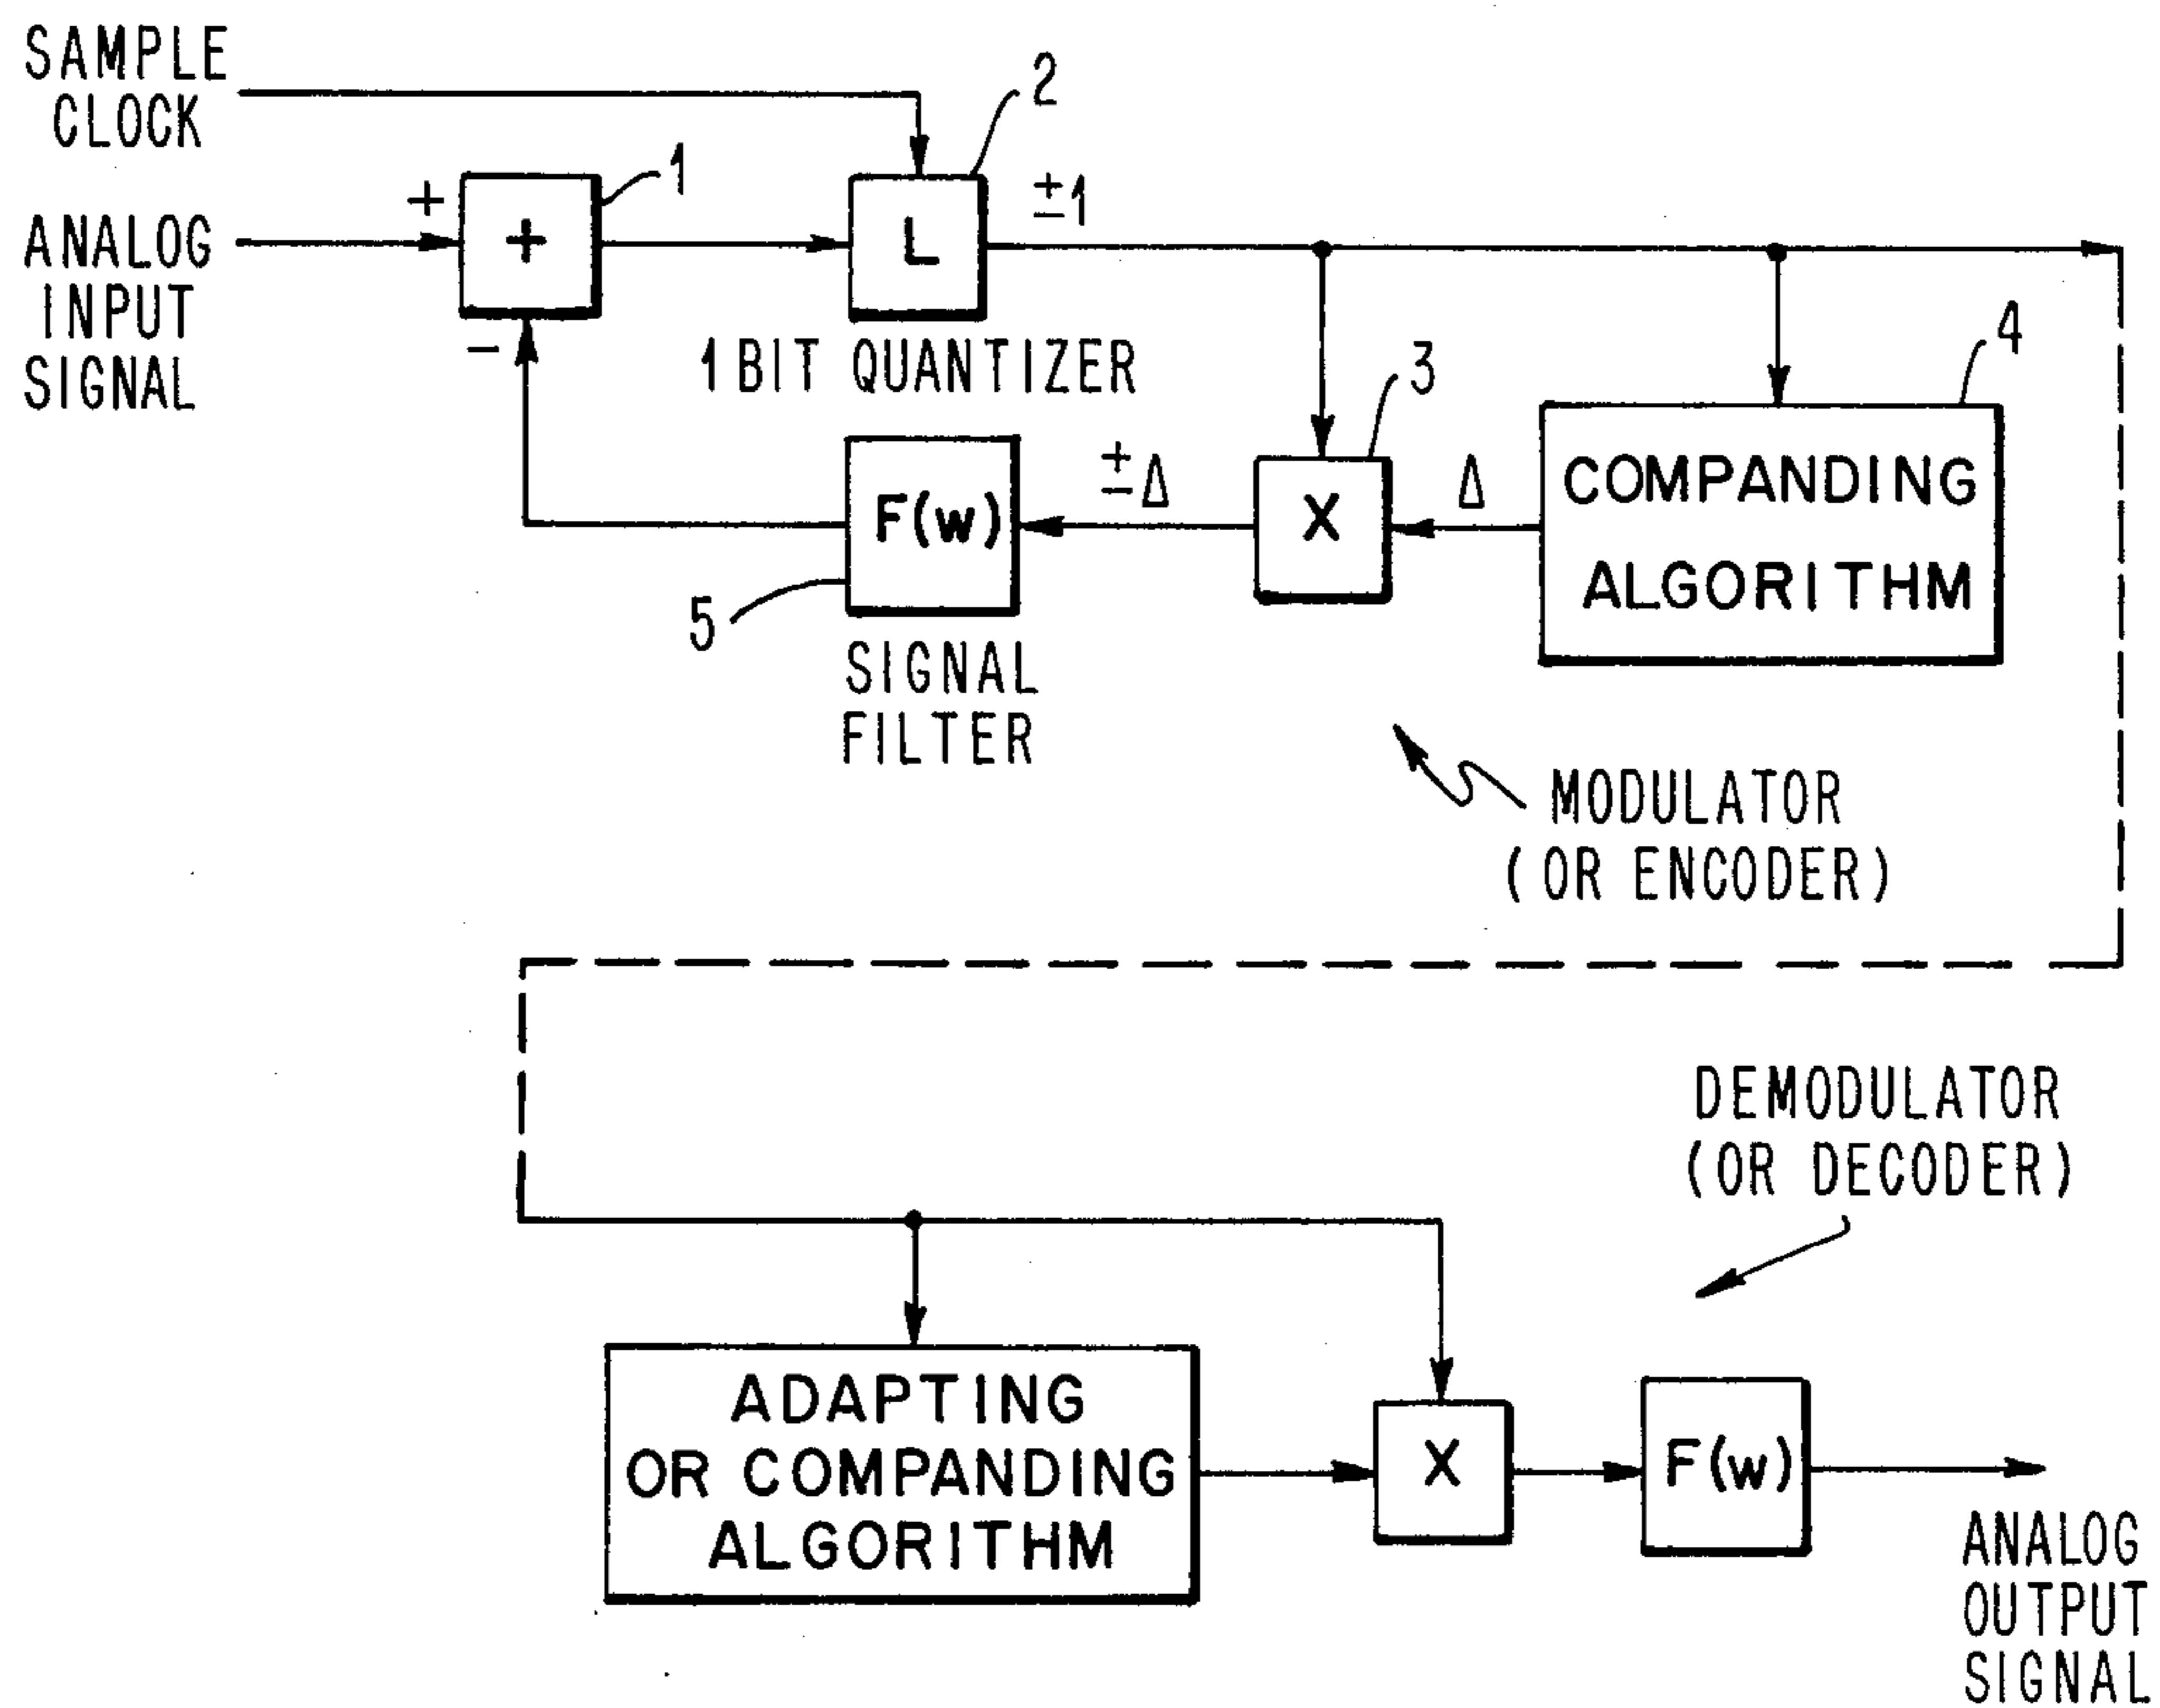 SAMPLE
CLOCK
2
1
+
+
L
±1
ANALOG
INPUT
SIGNAL
−
1 BIT QUANTIZER
3
4
COMPANDING
ALGORITHM
F(w)
±Δ
X
Δ
5
SIGNAL
FILTER
MODULATOR
(OR ENCODER)
DEMODULATOR
(OR DECODER)
ADAPTING
OR COMPANDING
ALGORITHM
X
F(w)
ANALOG
OUTPUT
SIGNAL